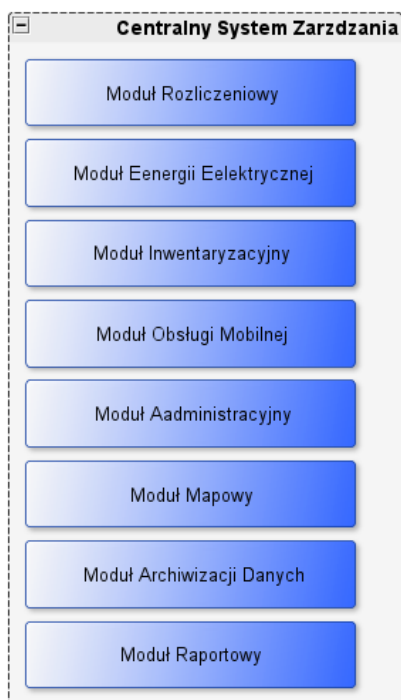 Centralny System Zarzdzania
Moduł Rozliczeniowy
Moduł Eenergii Eelektrycznej
Moduł Inwentaryzacyjny
Moduł Obsługi Mobilnej
Moduł Aadministracyjny
Moduł Mapowy
Moduł Archiwizacji Danych
Moduł Raportowy